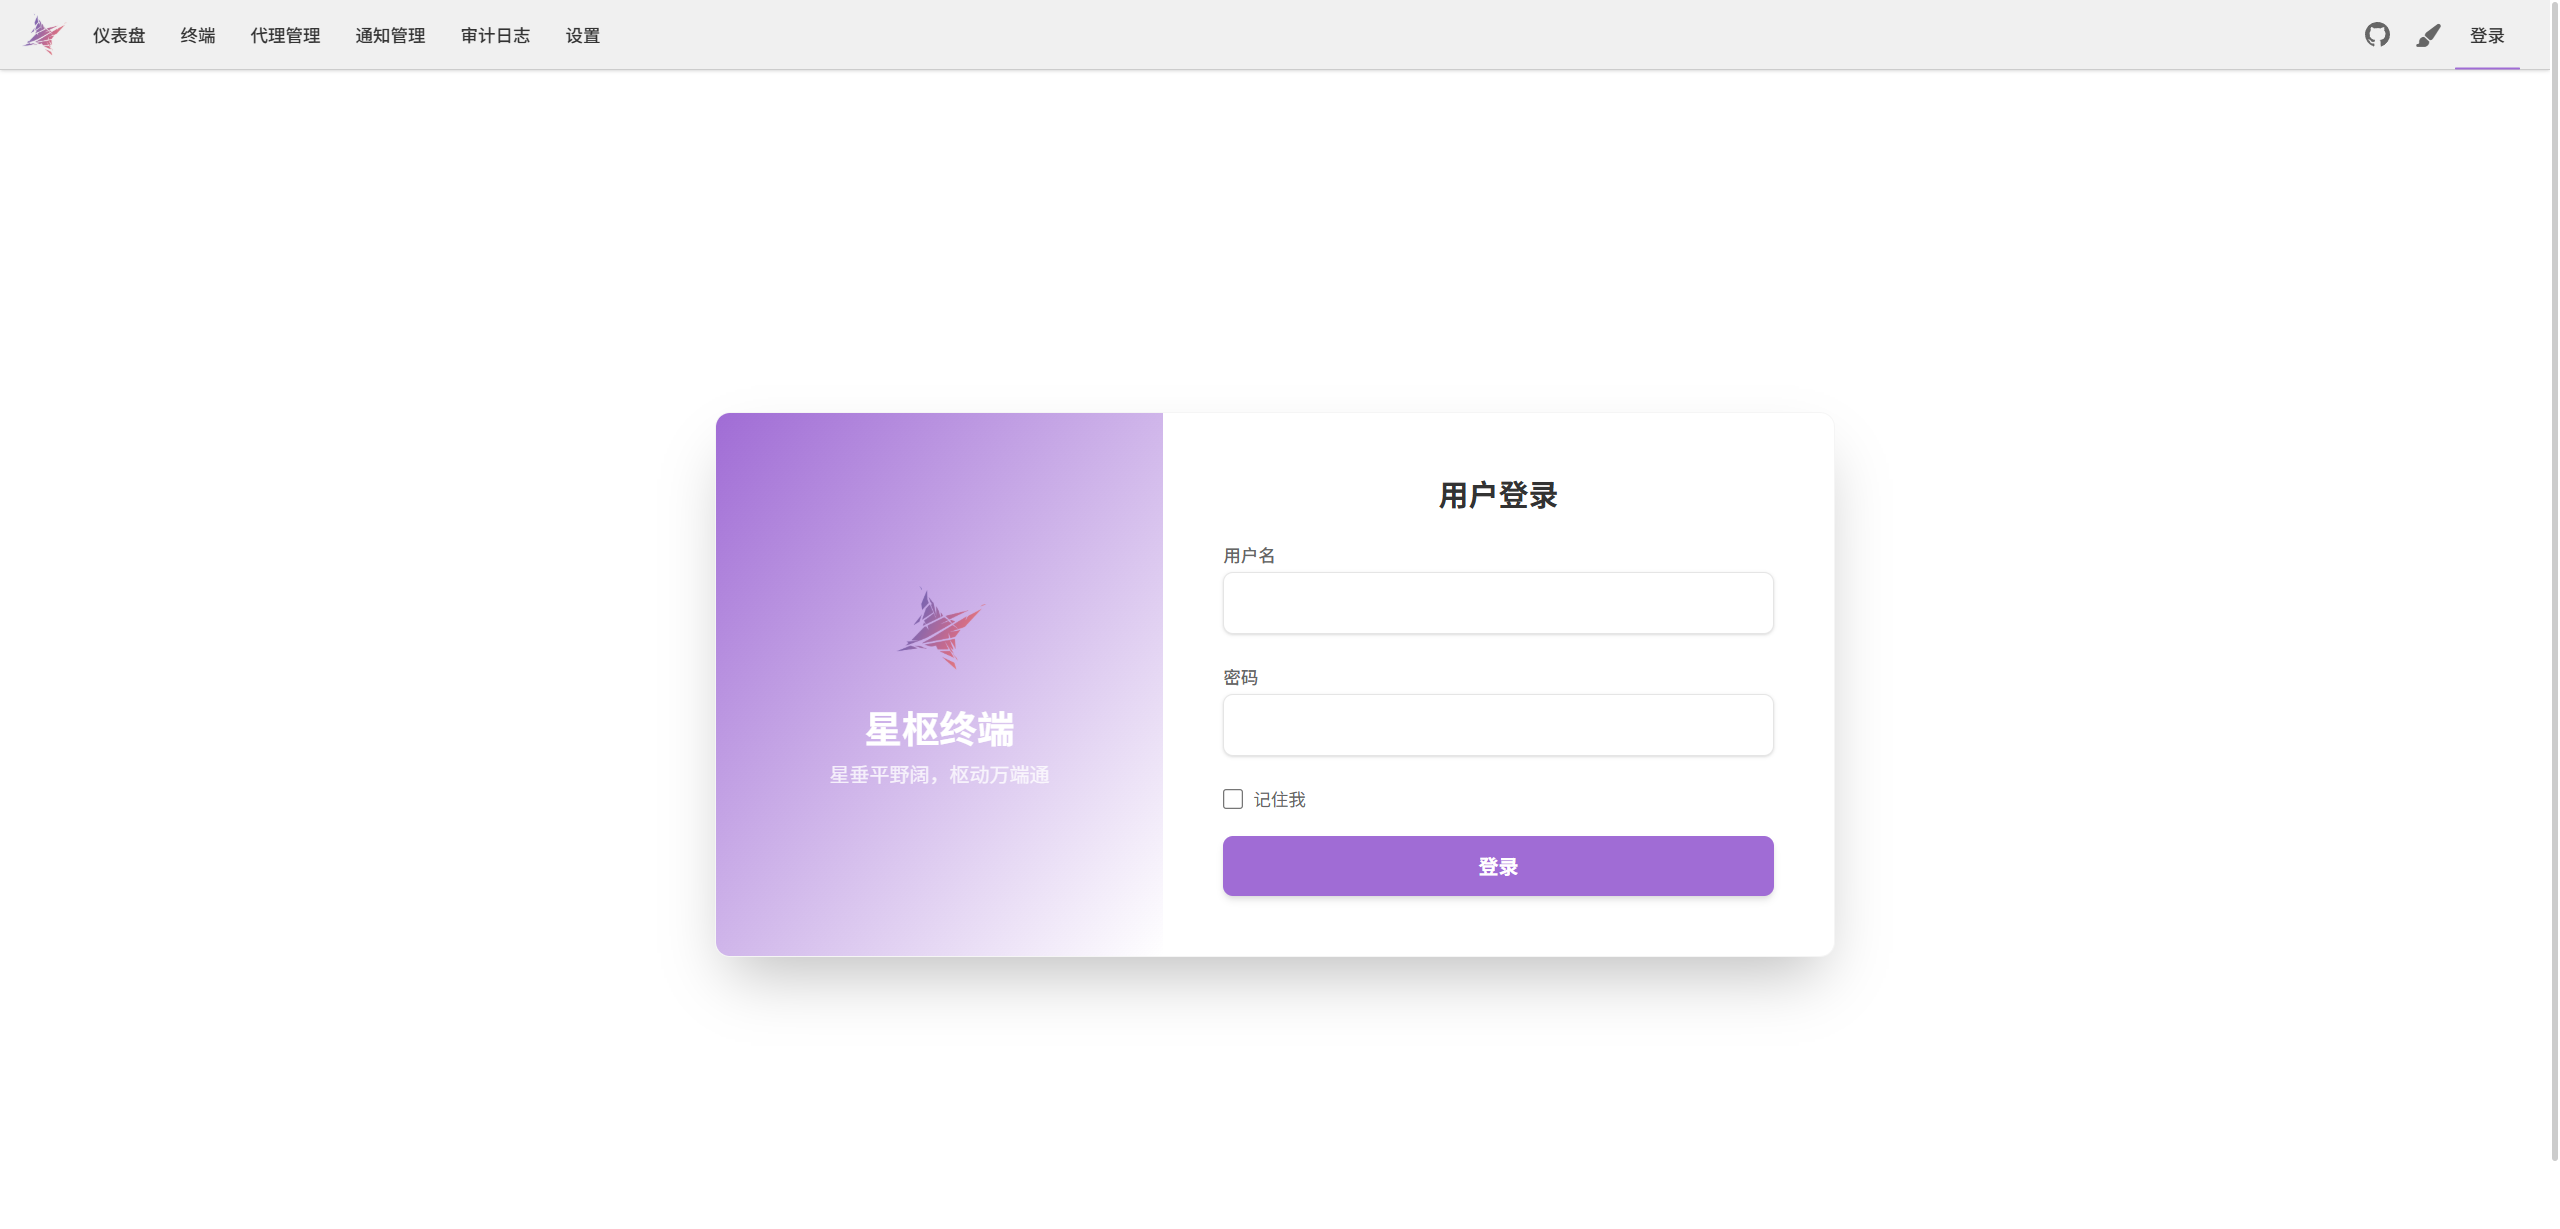 仪表盘 终端 代理管理 通知管理 审计日志 设置 登录
星枢终端
星垂平野阔，枢动万端通
用户登录
用户名
密码
记住我
登录